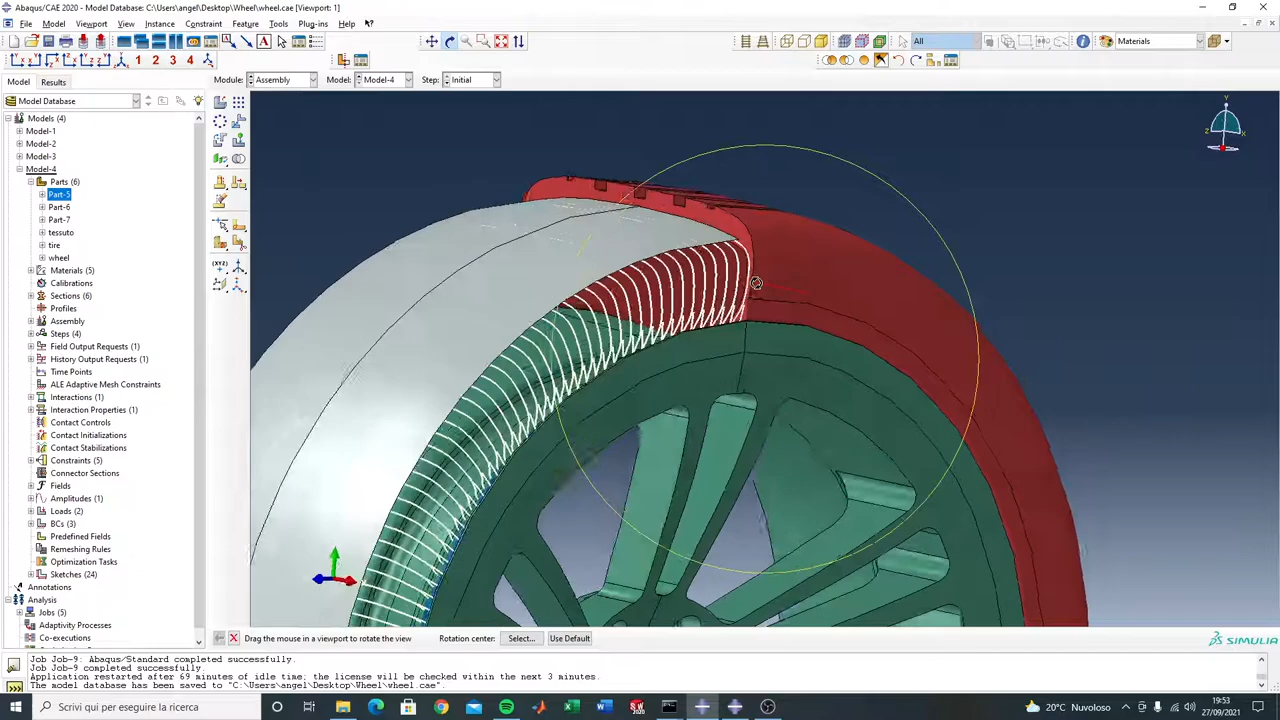 Abaqus/CAE 2020 - Model Database: C:\Users\angel\Desktop\Wheel\wheel.cae [Viewport: 1]
File Model Viewport View Instance Constraint Feature Tools Plug-ins Help
All Materials
1 2 3 4
Model Results Module: Assembly Model: Model-4 Step: Initial
Model Database
Models (4)
Model-1
Model-2
Model-3
Model-4
Parts (6)
Part-5
Part-6
Part-7
tessuto
tire
wheel
Materials (5)
Calibrations
Sections (6)
Profiles
Assembly
Steps (4)
Field Output Requests (1)
History Output Requests (1)
Time Points
ALE Adaptive Mesh Constraints
Interactions (1)
Interaction Properties (1)
Contact Controls
Contact Initializations
Contact Stabilizations
Constraints (5)
Connector Sections
Fields
Amplitudes (1)
Loads (2)
BCs (3)
Predefined Fields
Remeshing Rules
Optimization Tasks
Sketches (24)
Annotations
Analysis
Jobs (5)
Adaptivity Processes
Co-executions
(XYZ)
Y
Z
X
Drag the mouse in a viewport to rotate the view Rotation center: Select... Use Default
SIMULIA
Job Job-9: Abaqus/Standard completed successfully.
Job Job-9 completed successfully.
Application restarted after 69 minutes of idle time; the license will be checked within the next 3 minutes.
The model database has been saved to "C:\Users\angel\Desktop\Wheel\wheel.cae".
Scrivi qui per eseguire la ricerca
20°C Nuvoloso
19:53
27/09/2021